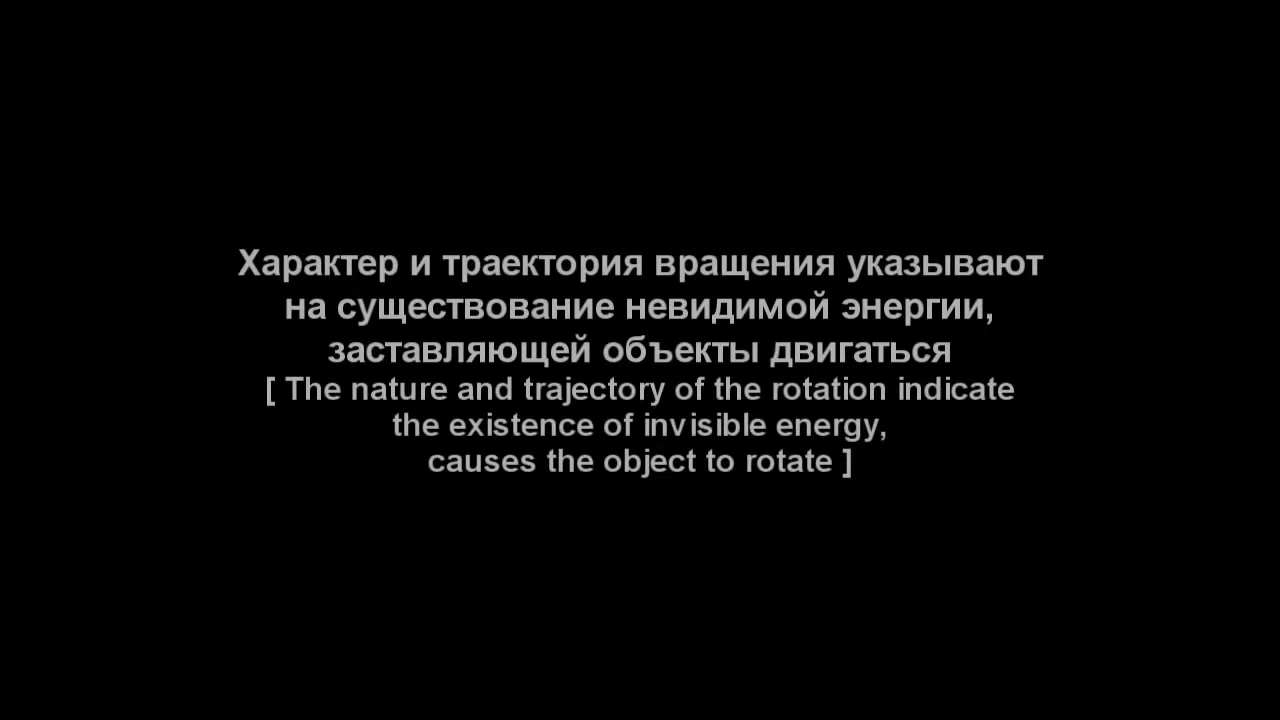 Характер и траектория вращения указывают
на существование невидимой энергии,
заставляющей объекты двигаться
[ The nature and trajectory of the rotation indicate
the existence of invisible energy,
causes the object to rotate ]